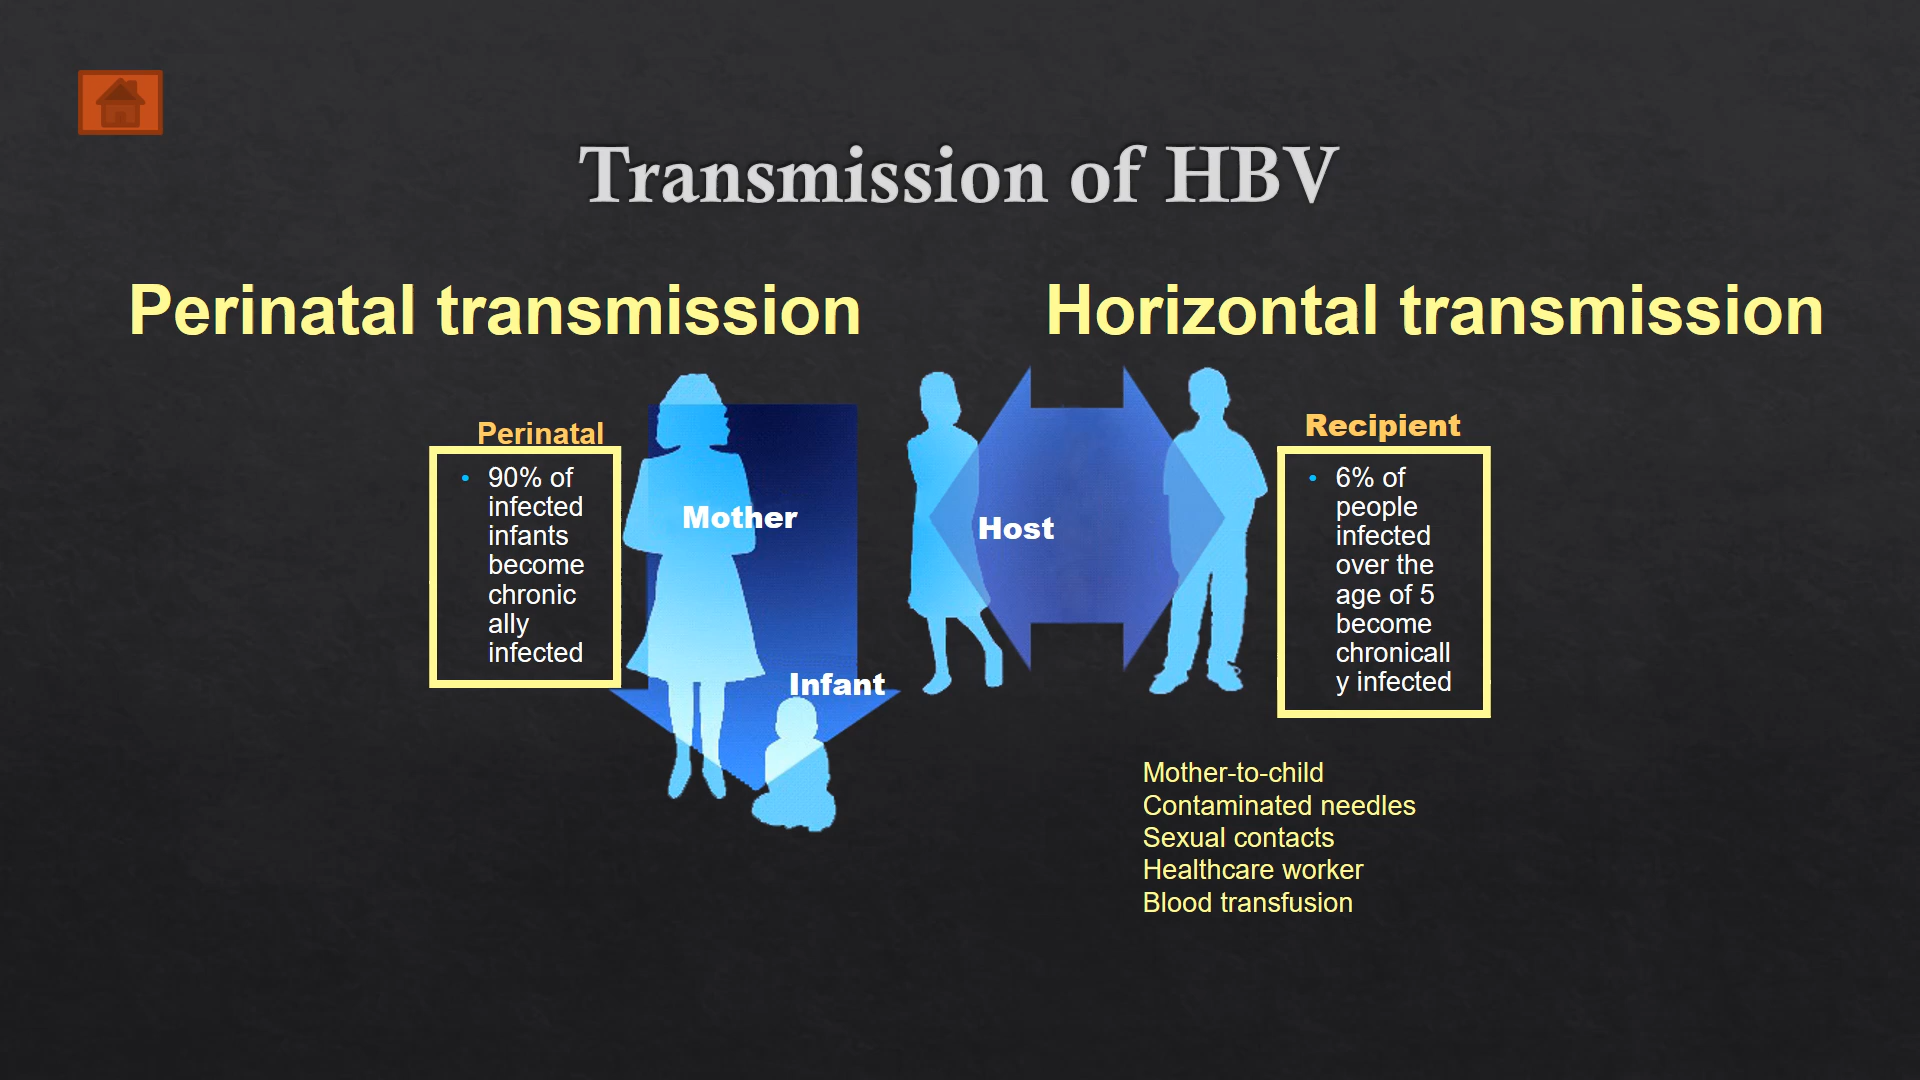 Transmission of HBV
Perinatal transmission
Horizontal transmission
Perinatal
• 90% of
infected
infants
become
chronic
ally
infected
Mother
Infant
Host
Recipient
• 6% of
people
infected
over the
age of 5
become
chronicall
y infected
Mother-to-child
Contaminated needles
Sexual contacts
Healthcare worker
Blood transfusion